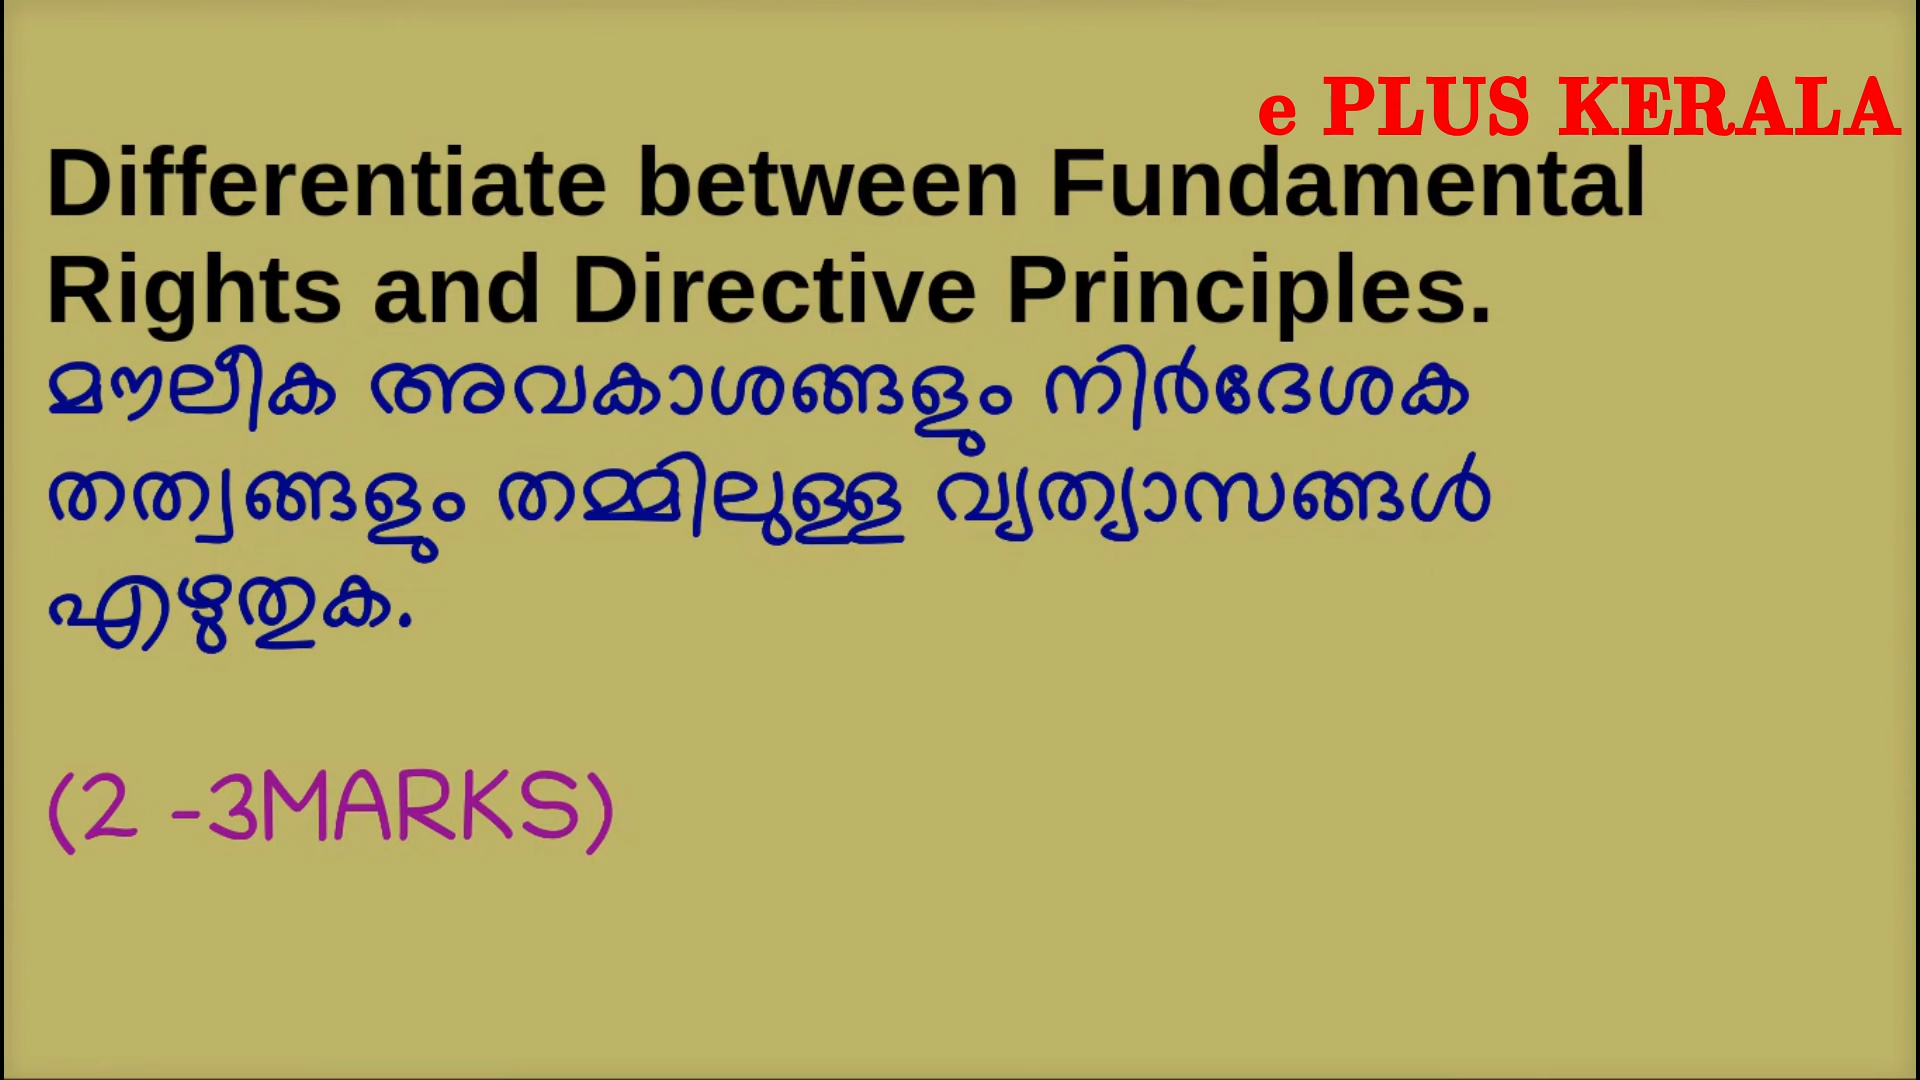 e PLUS KERALA
Differentiate between Fundamental
Rights and Directive Principles.
മൗലീക അവകാശങ്ങളും നിർദേശക
തത്വങ്ങളും തമ്മിലുള്ള വ്യത്യാസങ്ങൾ
എഴുതുക.
(2 -3MARKS)